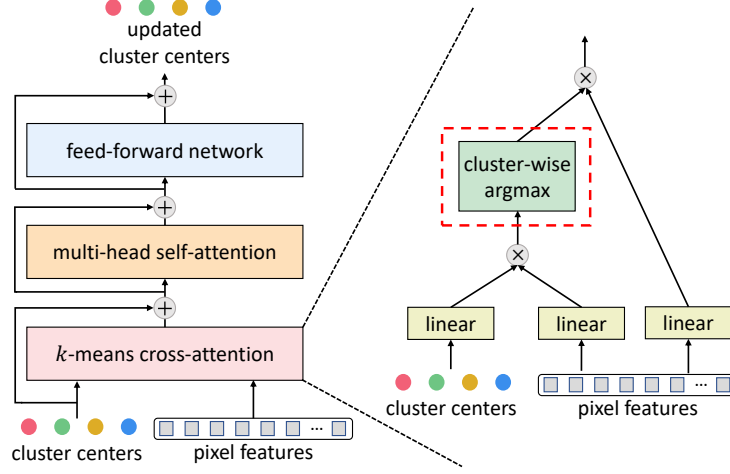 updated
cluster centers
+
feed-forward network
+
multi-head self-attention
+
k-means cross-attention
cluster centers
...
pixel features
×
cluster-wise
argmax
×
linear
linear
linear
cluster centers
...
pixel features